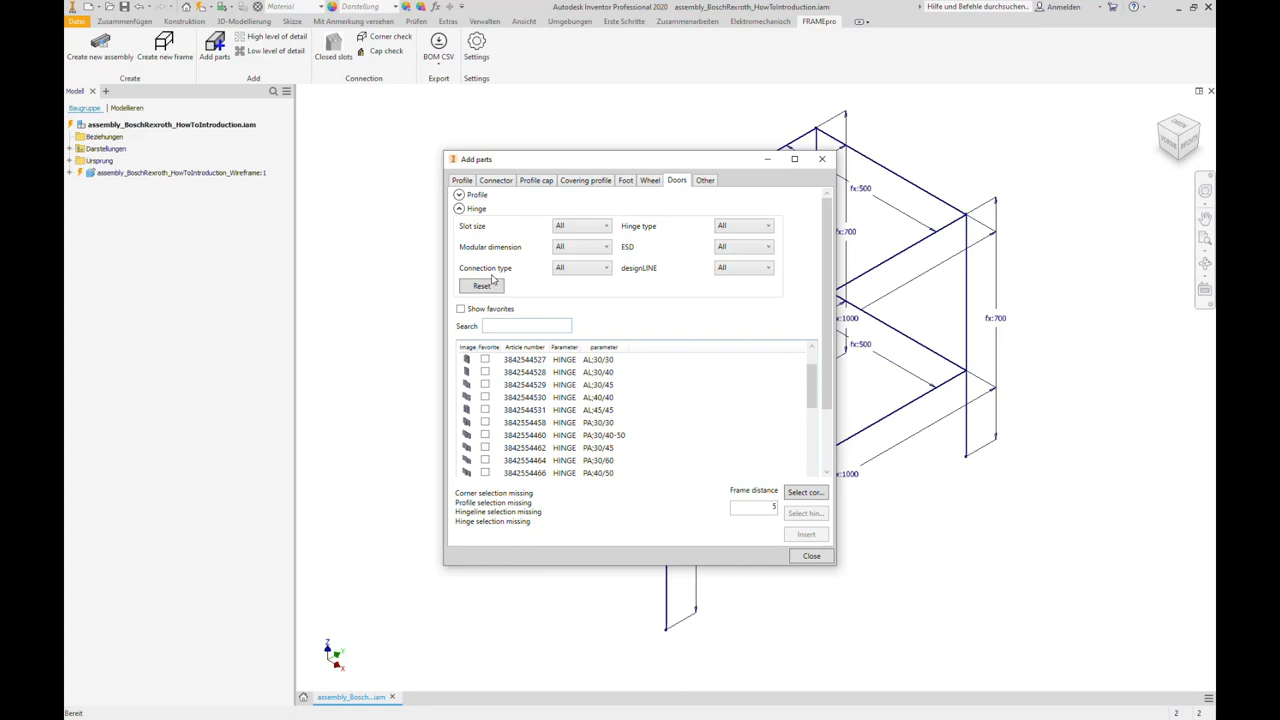 Material
Darstellung
Autodesk Inventor Professional 2020
assembly_BoschRexroth_HowToIntroduction.iam
Hilfe und Befehle durchsuchen...
Anmelden
Datei
Zusammenfügen
Konstruktion
3D-Modellierung
Skizze
Mit Anmerkung versehen
Prüfen
Extras
Verwalten
Ansicht
Umgebungen
Erste Schritte
Zusammenarbeiten
Elektromechanisch
FRAMEpro
Create new assembly
Create new frame
Add parts
High level of detail
Low level of detail
Closed slots
Corner check
Cap check
BOM CSV
Settings
Create
Add
Connection
Export
Settings
Modell
Baugruppe
Modellieren
assembly_BoschRexroth_HowToIntroduction.iam
Beziehungen
Darstellungen
Ursprung
assembly_BoschRexroth_HowToIntroduction_Wireframe:1
Add parts
Profile
Connector
Profile cap
Covering profile
Foot
Wheel
Doors
Other
Profile
Hinge
Slot size
All
Hinge type
All
Modular dimension
All
ESD
All
Connection type
All
designLINE
All
Reset
Show favorites
Search
Image Favorite Article number Parameter parameter
3842544527 HINGE AL;30/30
3842544528 HINGE AL;30/40
3842544529 HINGE AL;30/45
3842544530 HINGE AL;40/40
3842544531 HINGE AL;45/45
3842554458 HINGE PA;30/30
3842554460 HINGE PA;30/40-50
3842554462 HINGE PA;30/45
3842554464 HINGE PA;30/60
3842554466 HINGE PA;40/50
Corner selection missing
Profile selection missing
Hingeline selection missing
Hinge selection missing
Frame distance
5
Select cor...
Select hin...
Insert
Close
fx:500
fx:700
fx:1000
fx:500
fx:700
fx:1000
Z
Y
X
assembly_Bosch...iam
Bereit
2 2